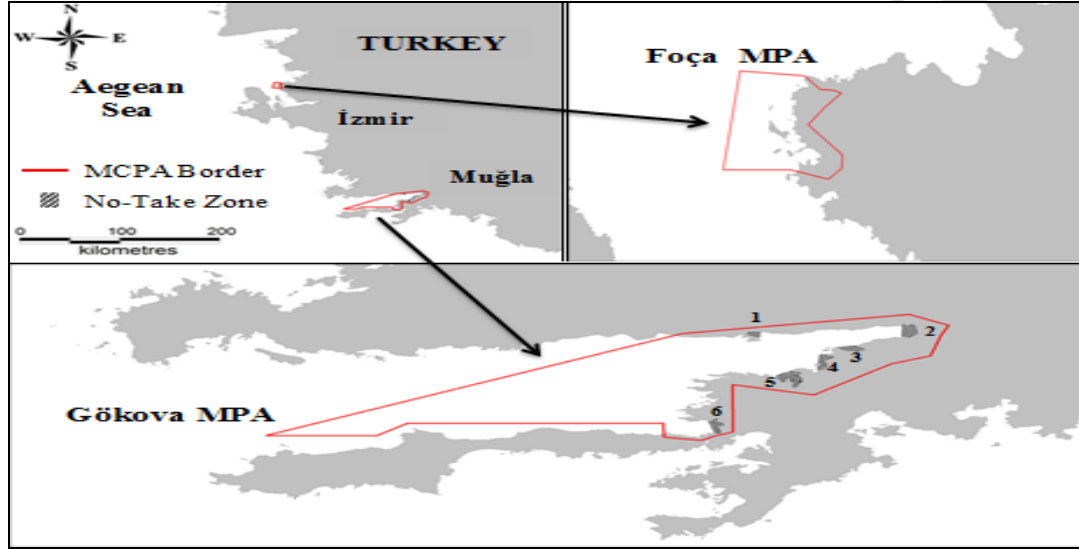 N
W E
S
TURKEY
Aegean
Sea
İzmir
MCPA Border
Muğla
No-Take Zone
0 100 200
kilometres
Foça MPA
1
2
3
4
5
6
Gökova MPA